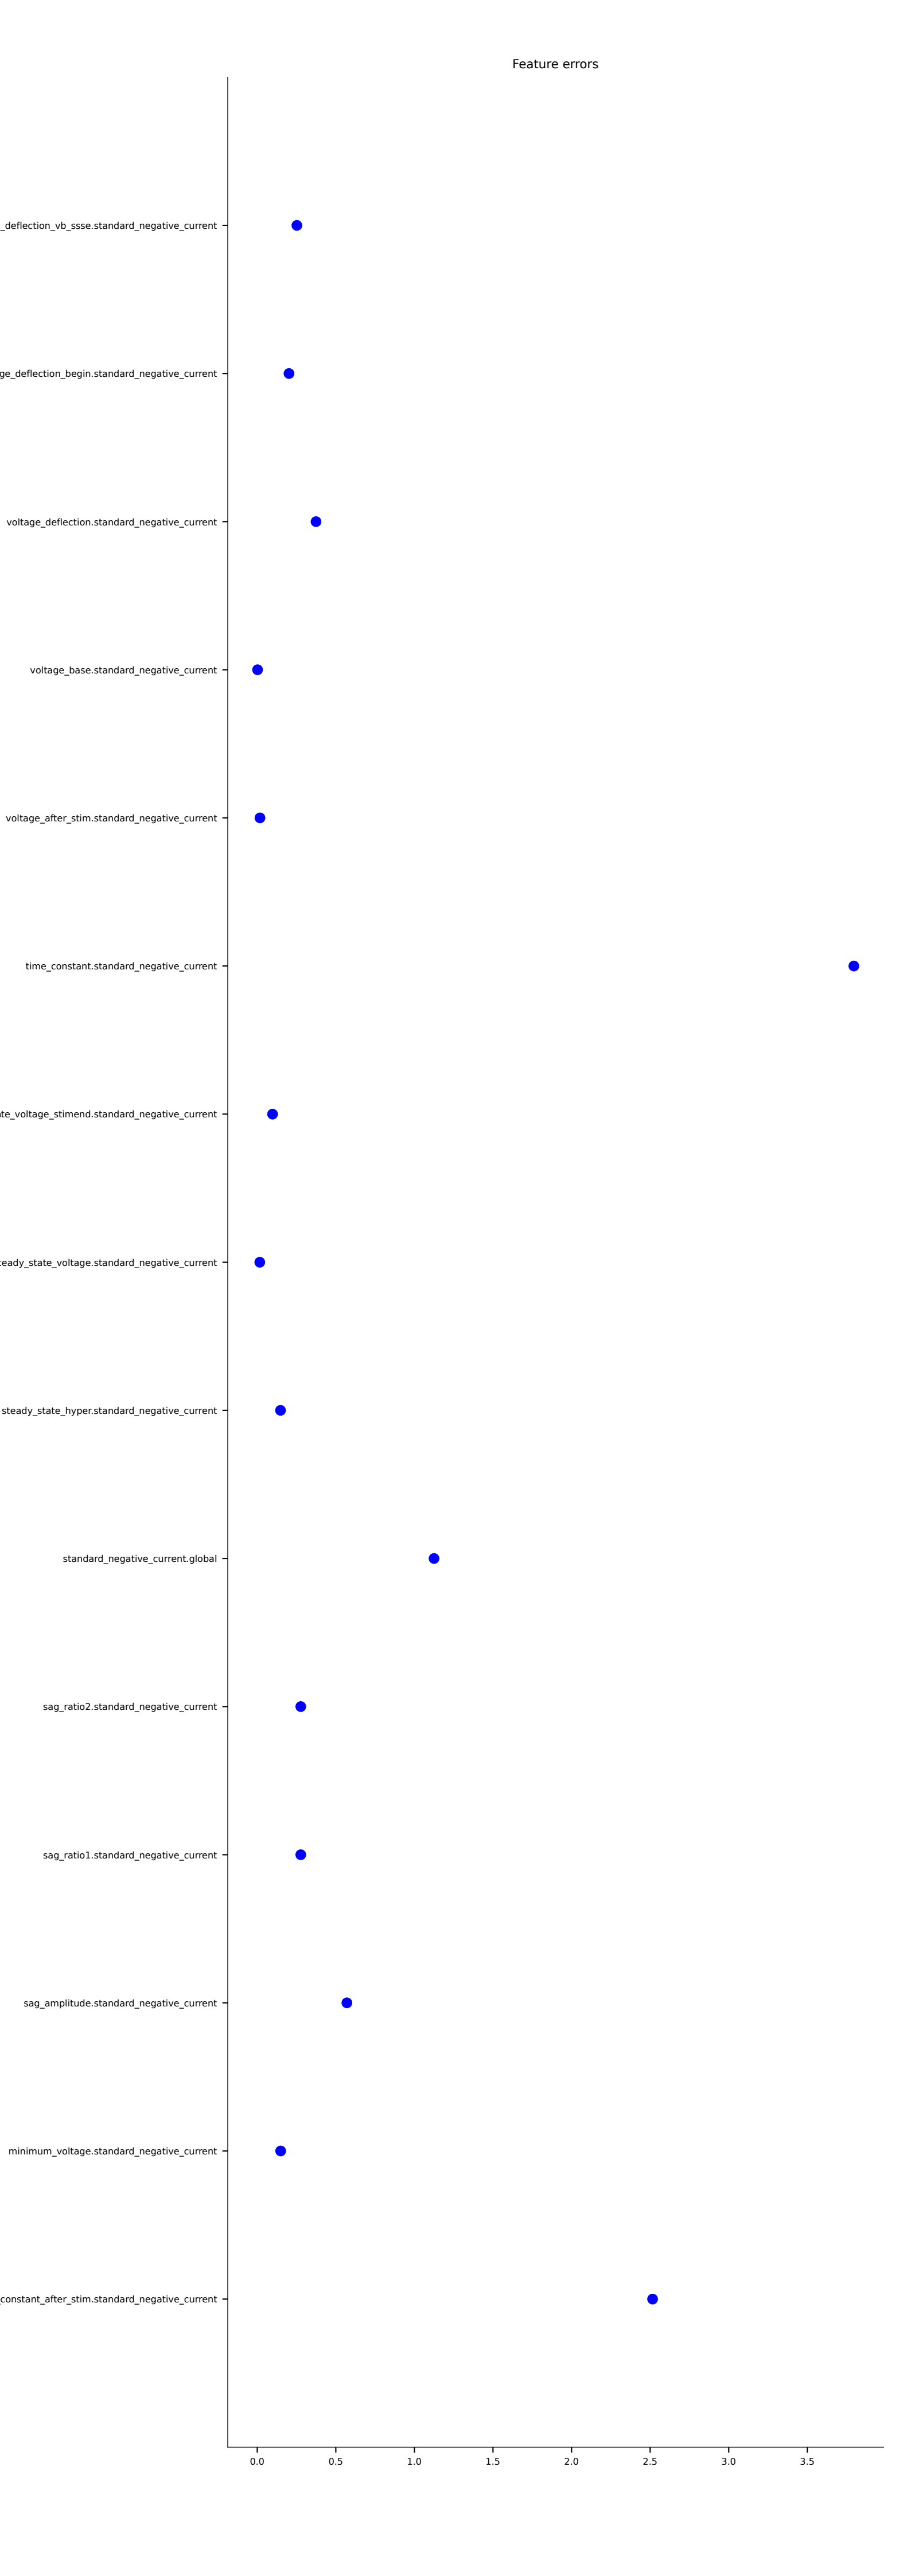 Feature errors
_deflection_vb_ssse.standard_negative_current
ge_deflection_begin.standard_negative_current
voltage_deflection.standard_negative_current
voltage_base.standard_negative_current
voltage_after_stim.standard_negative_current
time_constant.standard_negative_current
te_voltage_stimend.standard_negative_current
teady_state_voltage.standard_negative_current
steady_state_hyper.standard_negative_current
standard_negative_current.global
sag_ratio2.standard_negative_current
sag_ratio1.standard_negative_current
sag_amplitude.standard_negative_current
minimum_voltage.standard_negative_current
constant_after_stim.standard_negative_current
0.0 0.5 1.0 1.5 2.0 2.5 3.0 3.5